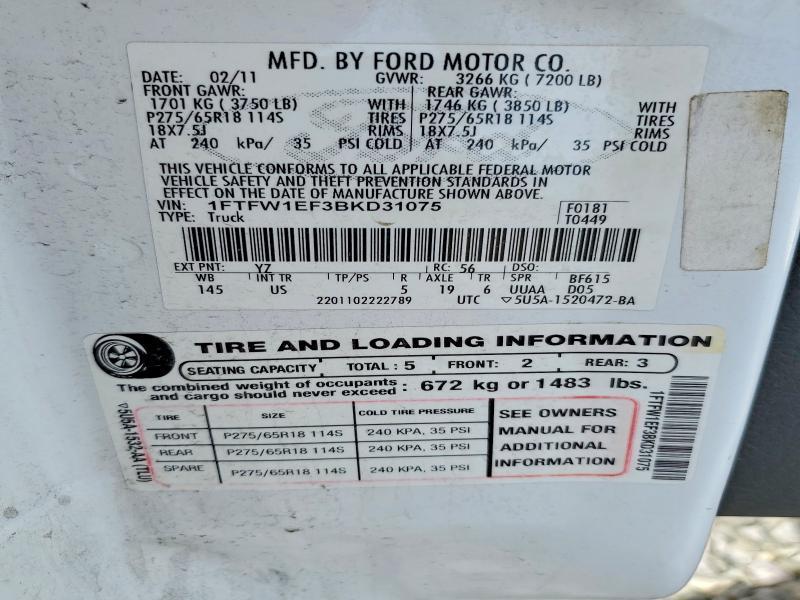 MFD. BY FORD MOTOR CO.
DATE: 02/11 GVWR: 3266 KG ( 7200 LB)
FRONT GAWR: REAR GAWR:
1701 KG ( 3750 LB) WITH 1746 KG ( 3850 LB) WITH
P275/65R18 114S TIRES P275/65R18 114S TIRES
18X7.5J RIMS 18X7.5J RIMS
AT 240 kPa/ 35 PSI COLD AT 240 kPa/ 35 PSI COLD
THIS VEHICLE CONFORMS TO ALL APPLICABLE FEDERAL MOTOR
VEHICLE SAFETY AND THEFT PREVENTION STANDARDS IN
EFFECT ON THE DATE OF MANUFACTURE SHOWN ABOVE.
VIN: 1FTFW1EF3BKD31075 F0181
TYPE: Truck T0449
EXT PNT: YZ RC: 56 DSO:
WB INT TR TP/PS R AXLE TR SPR BF615
145 US 5 19 6 UUAA D05
2201102222789 UTC ▽5U5A-1520472-BA
TIRE AND LOADING INFORMATION
SEATING CAPACITY TOTAL : 5 FRONT: 2 REAR: 3
The combined weight of occupants
and cargo should never exceed : 672 kg or 1483 lbs.
TIRE SIZE COLD TIRE PRESSURE
FRONT P275/65R18 114S 240 KPA, 35 PSI
REAR P275/65R18 114S 240 KPA, 35 PSI
SPARE P275/65R18 114S 240 KPA, 35 PSI
SEE OWNERS
MANUAL FOR
ADDITIONAL
INFORMATION
▽5U5A-1532-AA (TLU)
1FTFW1EF3BKD31075